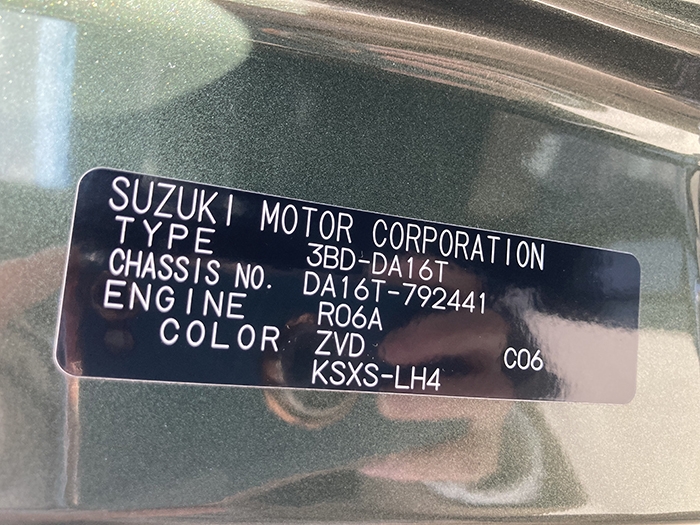 SUZUKI MOTOR CORPORATION
TYPE 3BD-DA16T
CHASSIS NO. DA16T-792441
ENGINE R06A
COLOR ZVD C06
KSXS-LH4